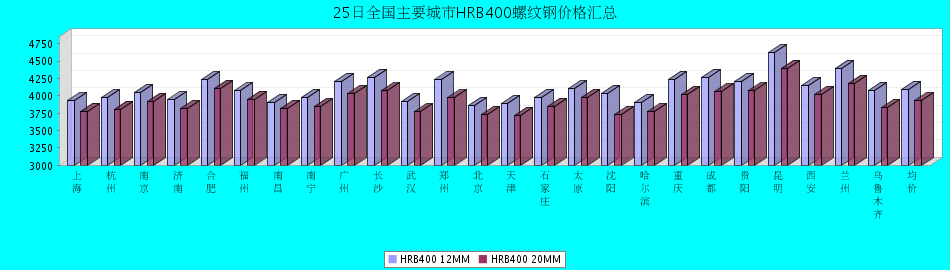 25日全国主要城市HRB400螺纹钢价格汇总
4750
4500
4250
4000
3750
3500
3250
3000
上海 杭州 南京 济南 合肥 福州 南昌 南宁 广州 长沙 武汉 郑州 北京 天津 石家庄 太原 沈阳 哈尔滨 重庆 成都 贵阳 昆明 西安 兰州 乌鲁木齐 均价
HRB400 12MM HRB400 20MM